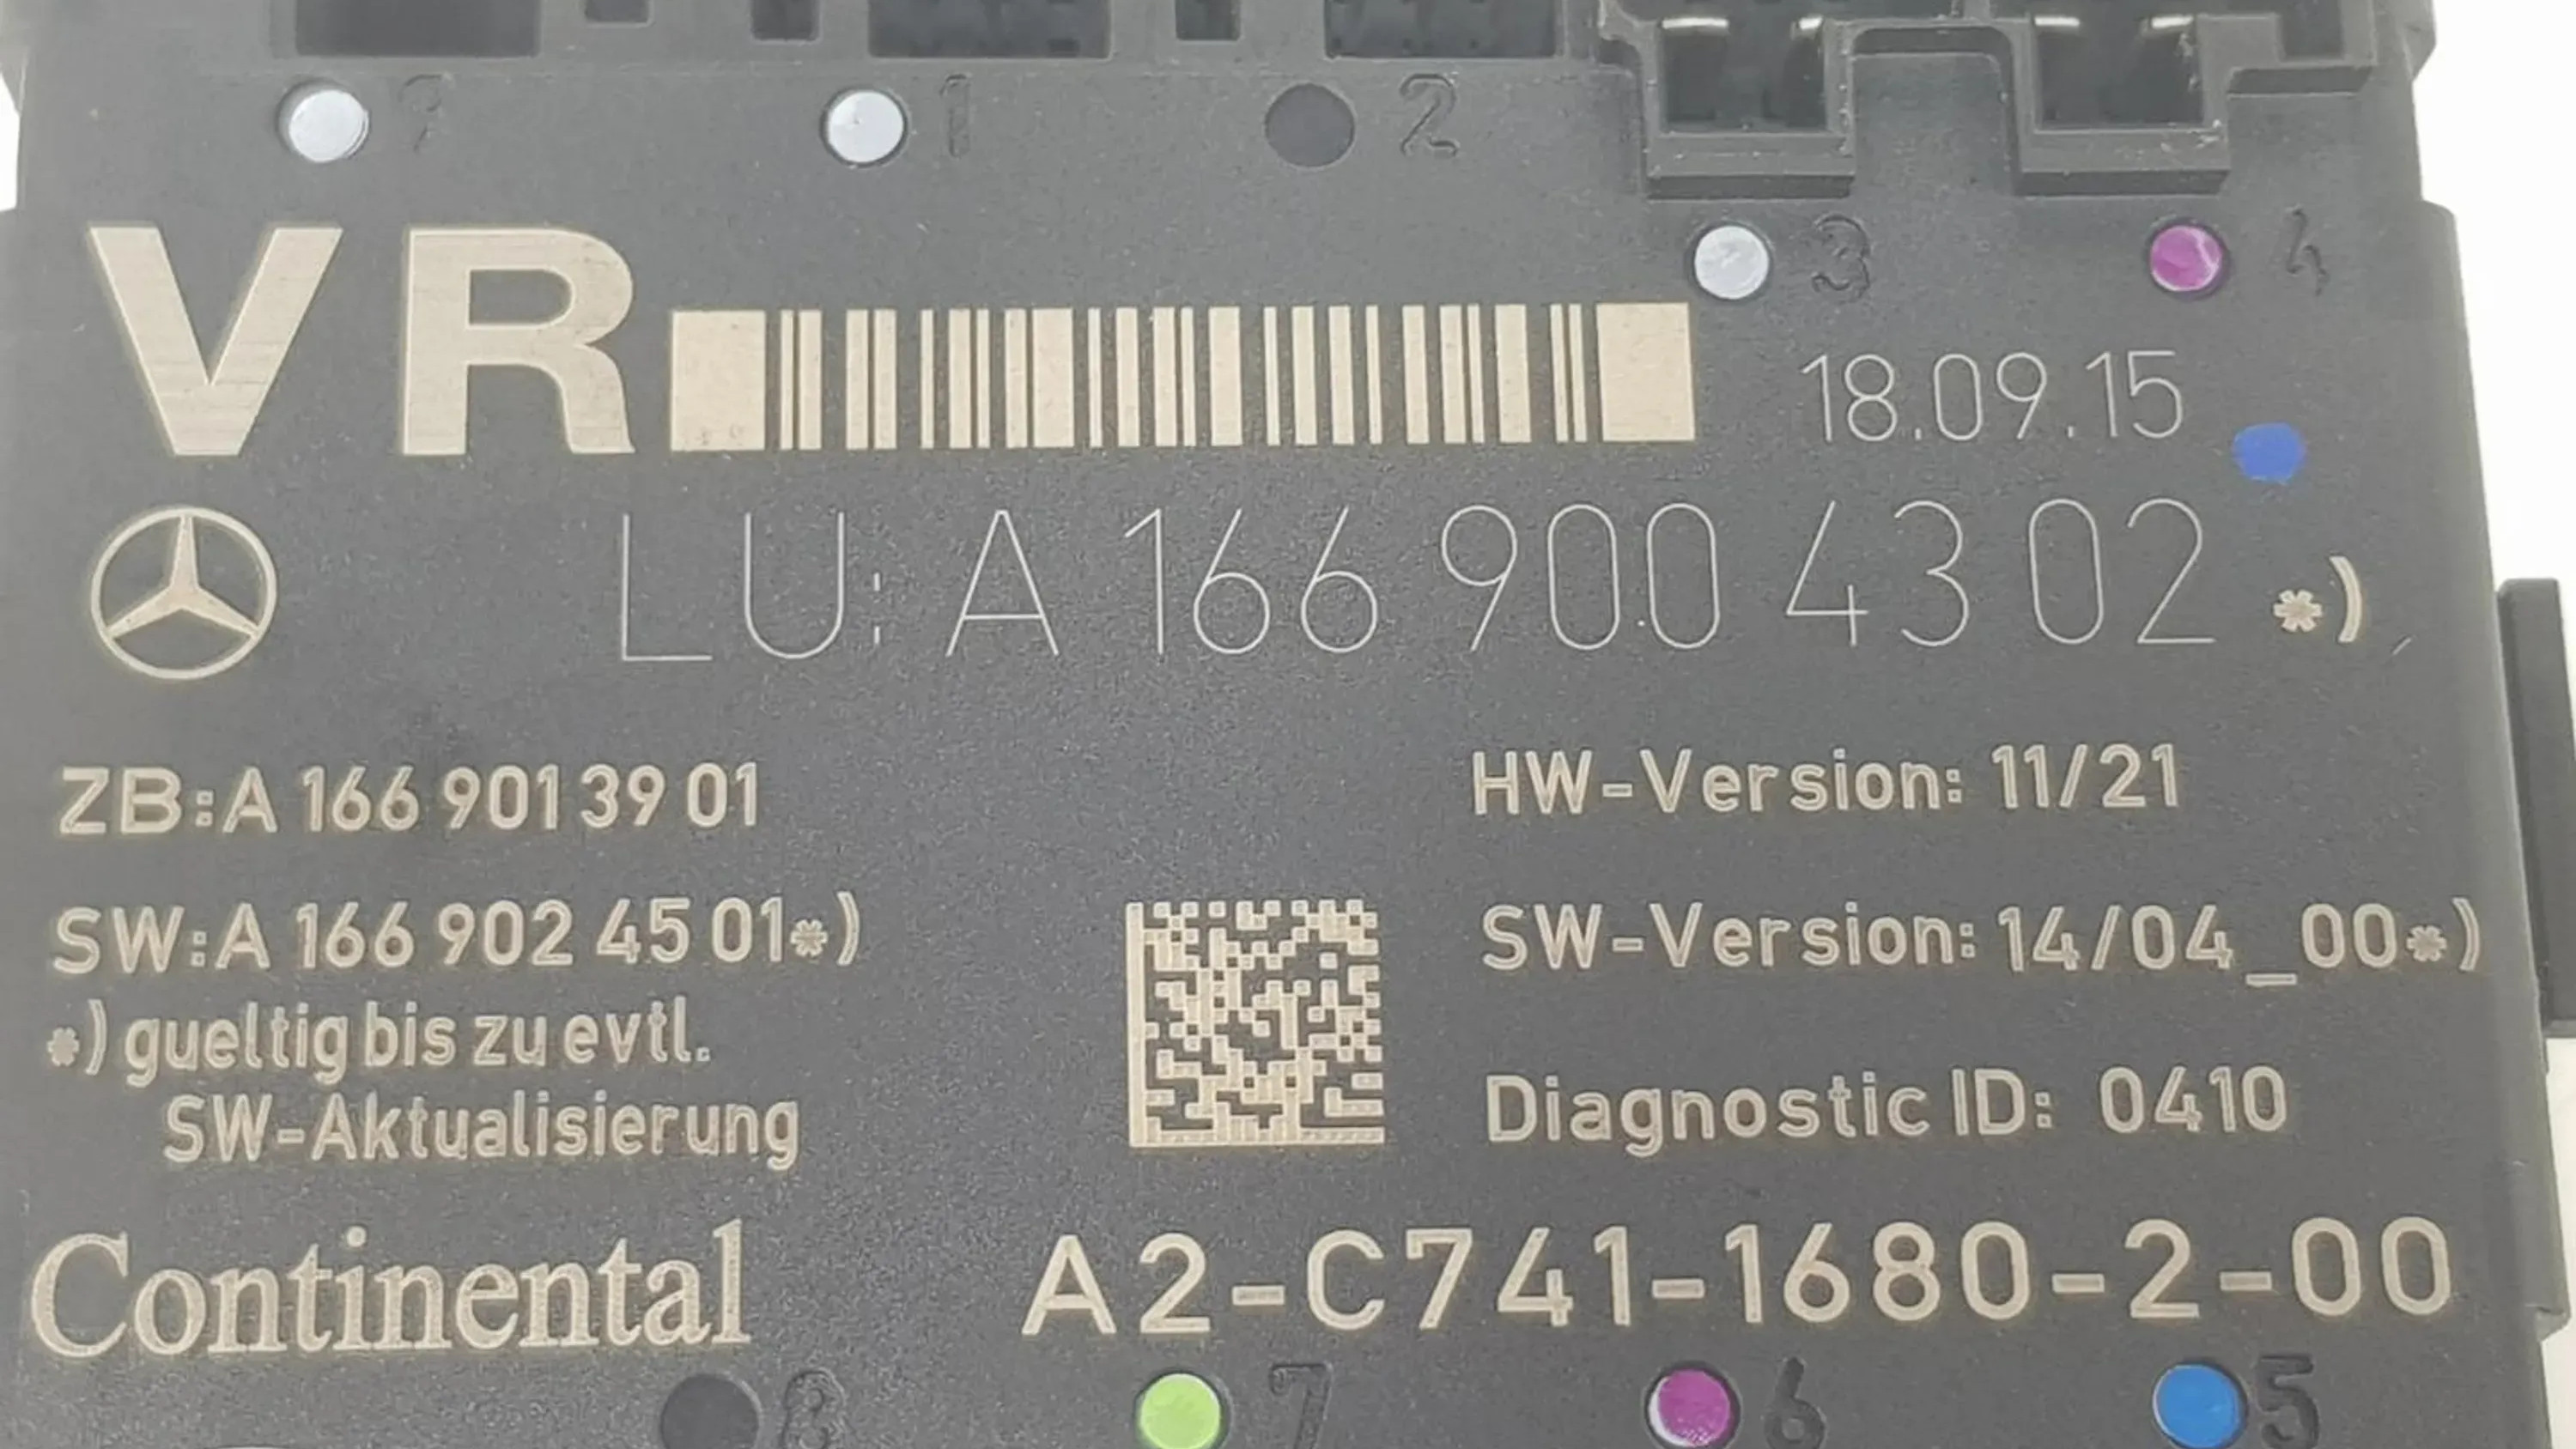 9 1 2
3 4
VR
18.09.15
LU: A 166 900 43 02 *)
ZB: A 166 901 39 01
HW-Version: 11/21
SW: A 166 902 45 01*)
SW-Version: 14/04_00*)
*) gueltig bis zu evtl.
SW-Aktualisierung
Diagnostic ID: 0410
Continental
A2-C741-1680-2-00
8 7 6 5